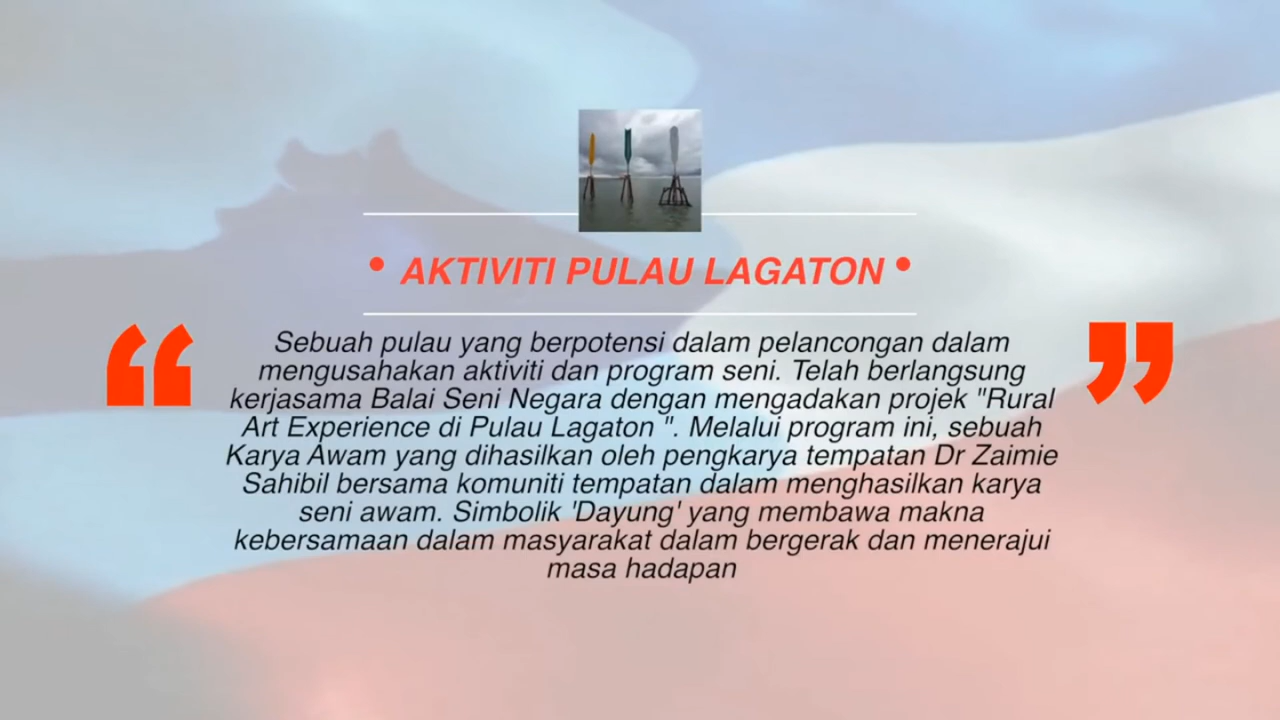 • AKTIVITI PULAU LAGATON •
“
Sebuah pulau yang berpotensi dalam pelancongan dalam
mengusahakan aktiviti dan program seni. Telah berlangsung
kerjasama Balai Seni Negara dengan mengadakan projek "Rural
Art Experience di Pulau Lagaton ". Melalui program ini, sebuah
Karya Awam yang dihasilkan oleh pengkarya tempatan Dr Zaimie
Sahibil bersama komuniti tempatan dalam menghasilkan karya
seni awam. Simbolik 'Dayung' yang membawa makna
kebersamaan dalam masyarakat dalam bergerak dan menerajui
masa hadapan
”